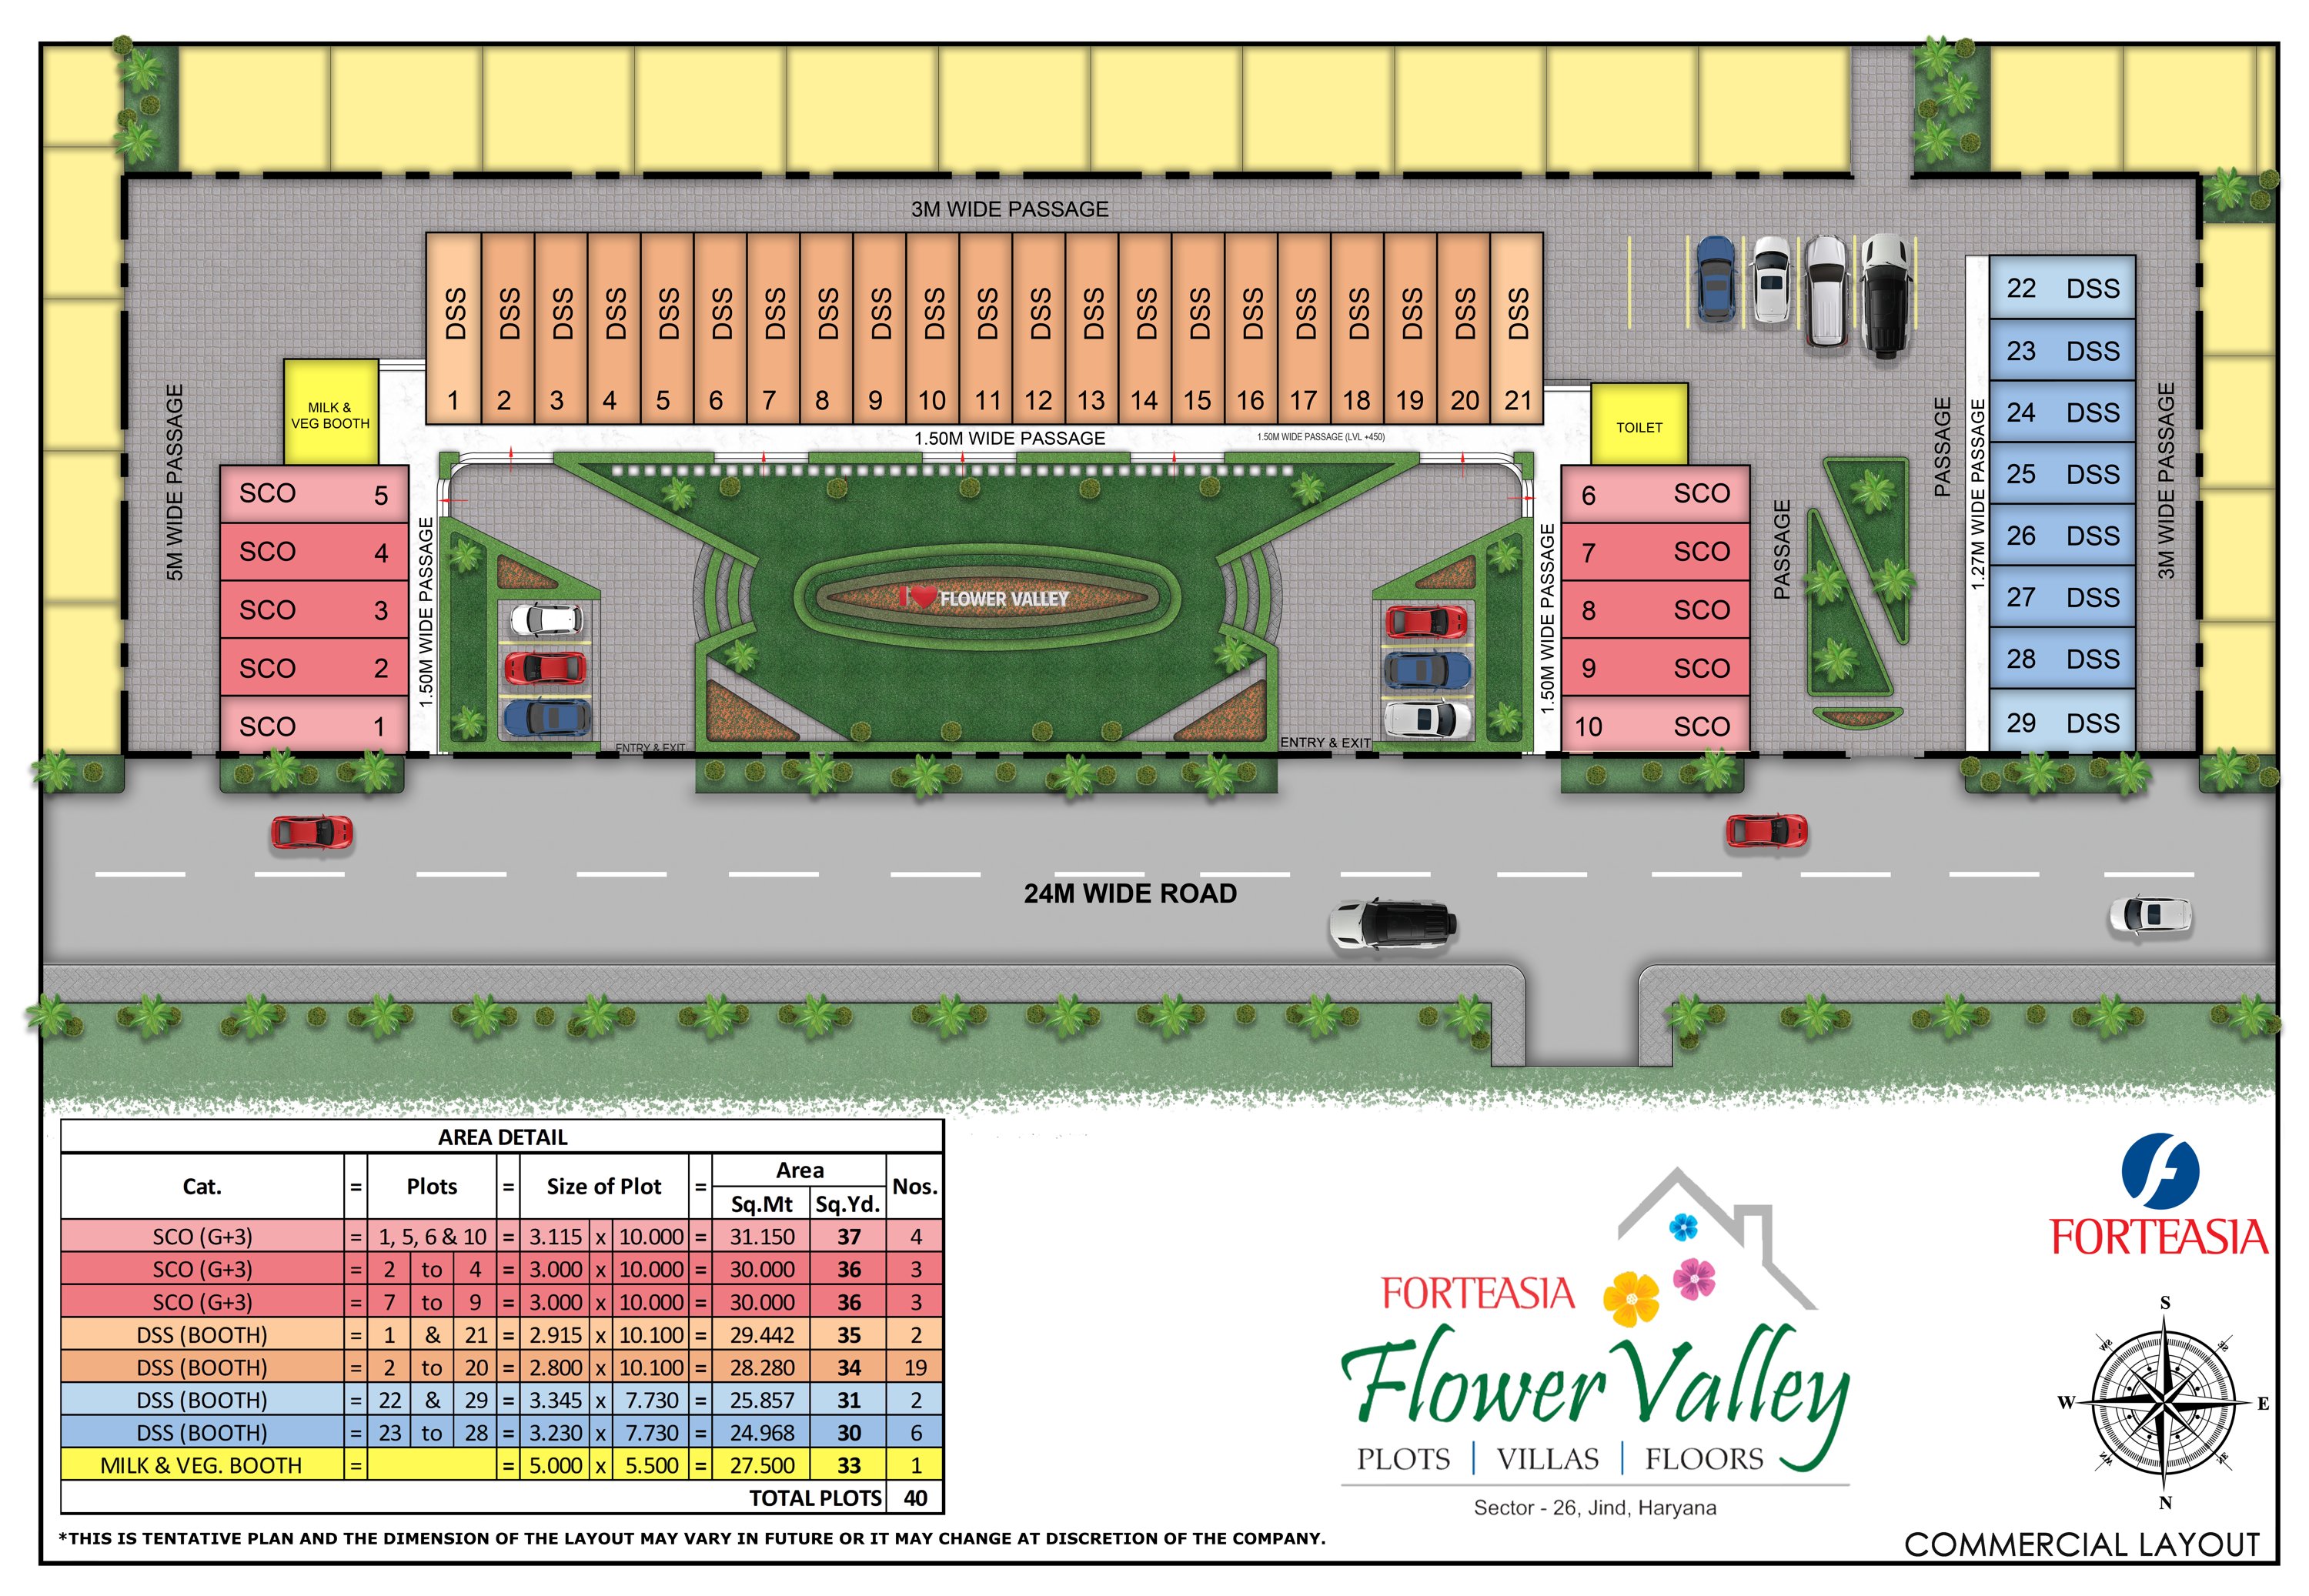 3M WIDE PASSAGE
DSS DSS DSS DSS DSS DSS DSS DSS DSS DSS DSS DSS DSS DSS DSS DSS DSS DSS DSS DSS DSS
1 2 3 4 5 6 7 8 9 10 11 12 13 14 15 16 17 18 19 20 21
1.50M WIDE PASSAGE
1.50M WIDE PASSAGE (LVL +450)
5M WIDE PASSAGE
MILK &
VEG BOOTH
SCO 5
SCO 4
SCO 3
SCO 2
SCO 1
1.50M WIDE PASSAGE
I ❤ FLOWER VALLEY
ENTRY & EXIT
ENTRY & EXIT
1.50M WIDE PASSAGE
TOILET
6 SCO
7 SCO
8 SCO
9 SCO
10 SCO
PASSAGE
PASSAGE
1.27M WIDE PASSAGE
22 DSS
23 DSS
24 DSS
25 DSS
26 DSS
27 DSS
28 DSS
29 DSS
3M WIDE PASSAGE
24M WIDE ROAD
AREA DETAIL
Cat. = Plots = Size of Plot = Area Nos.
Sq.Mt Sq.Yd.
SCO (G+3) = 1, 5, 6 & 10 = 3.115 x 10.000 = 31.150 37 4
SCO (G+3) = 2 to 4 = 3.000 x 10.000 = 30.000 36 3
SCO (G+3) = 7 to 9 = 3.000 x 10.000 = 30.000 36 3
DSS (BOOTH) = 1 & 21 = 2.915 x 10.100 = 29.442 35 2
DSS (BOOTH) = 2 to 20 = 2.800 x 10.100 = 28.280 34 19
DSS (BOOTH) = 22 & 29 = 3.345 x 7.730 = 25.857 31 2
DSS (BOOTH) = 23 to 28 = 3.230 x 7.730 = 24.968 30 6
MILK & VEG. BOOTH = = 5.000 x 5.500 = 27.500 33 1
TOTAL PLOTS 40
*THIS IS TENTATIVE PLAN AND THE DIMENSION OF THE LAYOUT MAY VARY IN FUTURE OR IT MAY CHANGE AT DISCRETION OF THE COMPANY.
FORTEASIA
Flower Valley
PLOTS | VILLAS | FLOORS
Sector - 26, Jind, Haryana
FORTEASIA
S
SW SE
W E
NW NE
N
COMMERCIAL LAYOUT